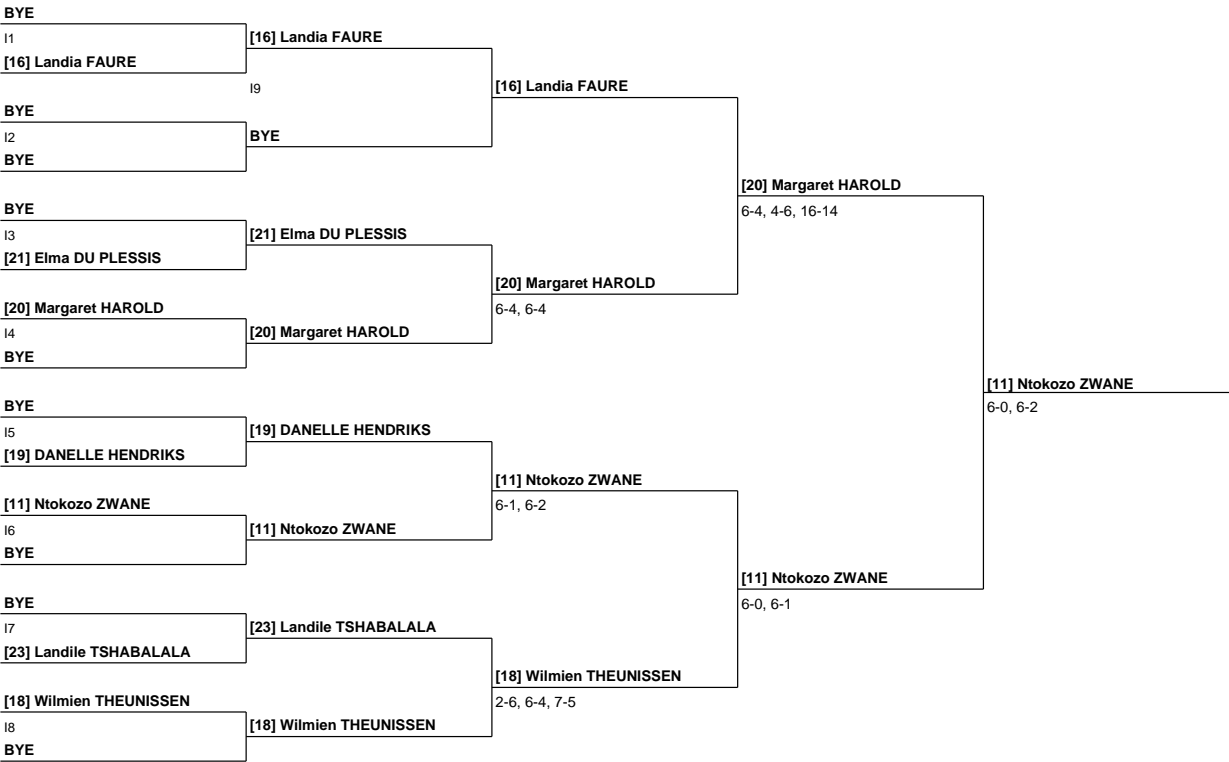 BYE
I1
[16] Landia FAURE
[16] Landia FAURE
I9
[16] Landia FAURE
BYE
I2
BYE
BYE
[20] Margaret HAROLD
6-4, 4-6, 16-14
BYE
I3
[21] Elma DU PLESSIS
[21] Elma DU PLESSIS
[20] Margaret HAROLD
6-4, 6-4
[20] Margaret HAROLD
I4
BYE
[20] Margaret HAROLD
[11] Ntokozo ZWANE
6-0, 6-2
BYE
I5
[19] DANELLE HENDRIKS
[19] DANELLE HENDRIKS
[11] Ntokozo ZWANE
6-1, 6-2
[11] Ntokozo ZWANE
I6
BYE
[11] Ntokozo ZWANE
[11] Ntokozo ZWANE
6-0, 6-1
BYE
I7
[23] Landile TSHABALALA
[23] Landile TSHABALALA
[18] Wilmien THEUNISSEN
2-6, 6-4, 7-5
[18] Wilmien THEUNISSEN
I8
BYE
[18] Wilmien THEUNISSEN